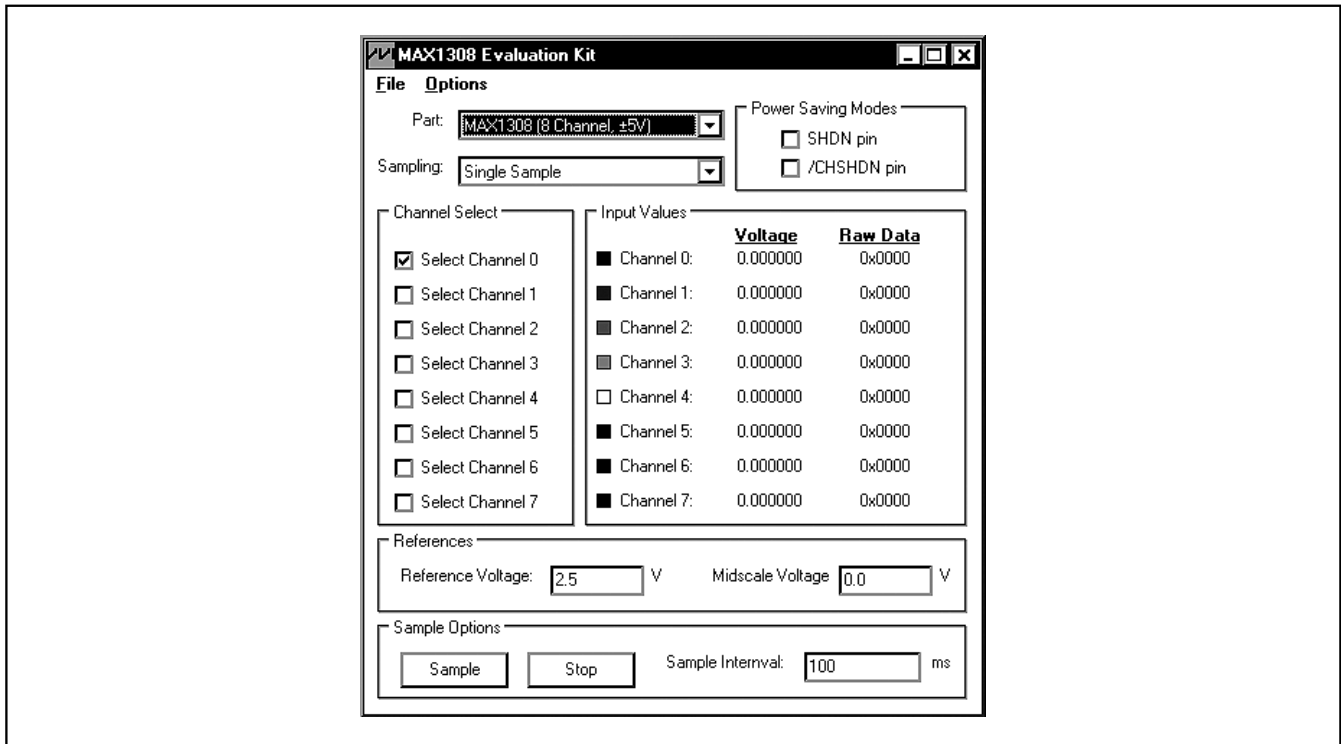 MAX1308 Evaluation Kit
File Options
Part: MAX1308 (8 Channel, ±5V)
Sampling: Single Sample
Power Saving Modes
SHDN pin
/CHSHDN pin
Channel Select
Select Channel 0
Select Channel 1
Select Channel 2
Select Channel 3
Select Channel 4
Select Channel 5
Select Channel 6
Select Channel 7
Input Values
Voltage Raw Data
Channel 0: 0.000000 0x0000
Channel 1: 0.000000 0x0000
Channel 2: 0.000000 0x0000
Channel 3: 0.000000 0x0000
Channel 4: 0.000000 0x0000
Channel 5: 0.000000 0x0000
Channel 6: 0.000000 0x0000
Channel 7: 0.000000 0x0000
References
Reference Voltage: 2.5 V Midscale Voltage 0.0 V
Sample Options
Sample Stop Sample Internval: 100 ms